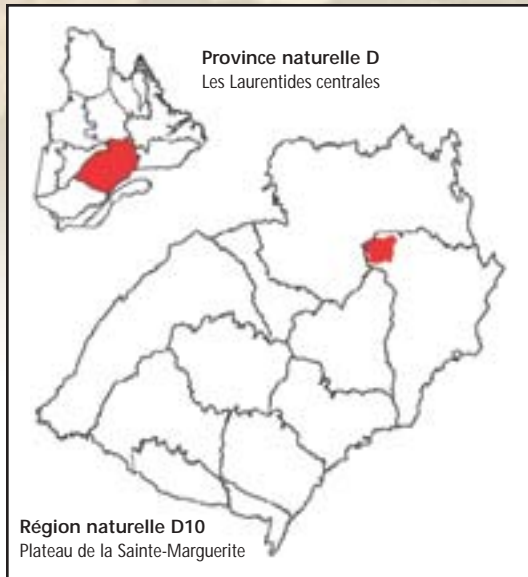 Province naturelle D
Les Laurentides centrales
Région naturelle D10
Plateau de la Sainte-Marguerite